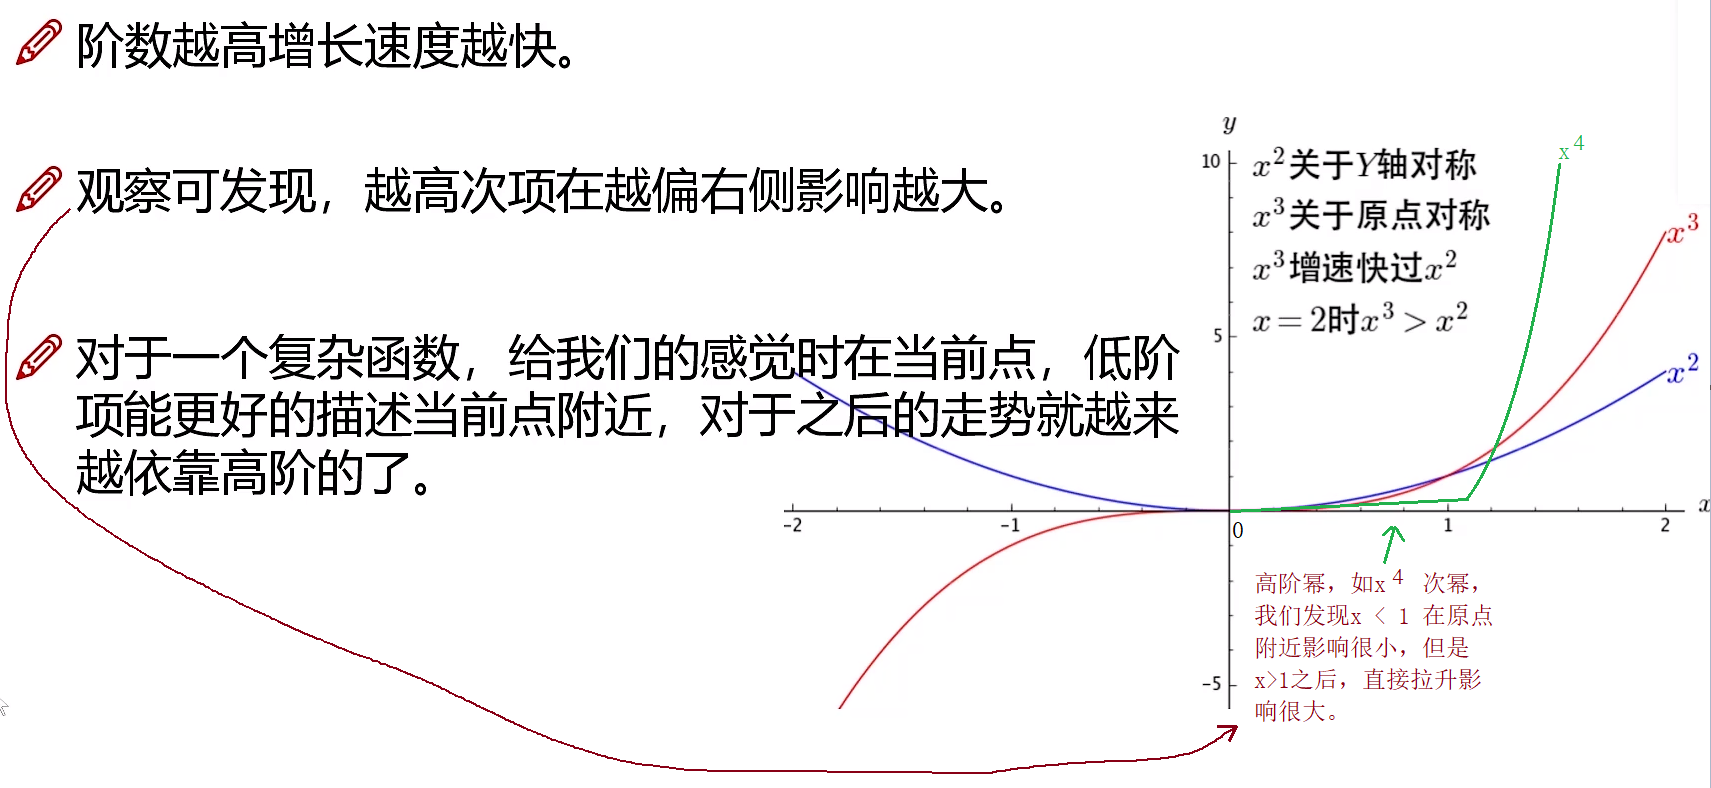 阶数越高增长速度越快。
观察可发现，越高次项在越偏右侧影响越大。
对于一个复杂函数，给我们的感觉时在当前点，低阶
项能更好的描述当前点附近，对于之后的走势就越来
越依靠高阶的了。
y
10
x² 关于Y轴对称
x³ 关于原点对称
x³ 增速快过x²
x = 2时x³ > x²
x⁴
x³
x²
5
-5
-2
-1
0
1
2
x
高阶幂，如x⁴ 次幂，
我们发现x < 1 在原点
附近影响很小，但是
x>1之后，直接拉升影
响很大。